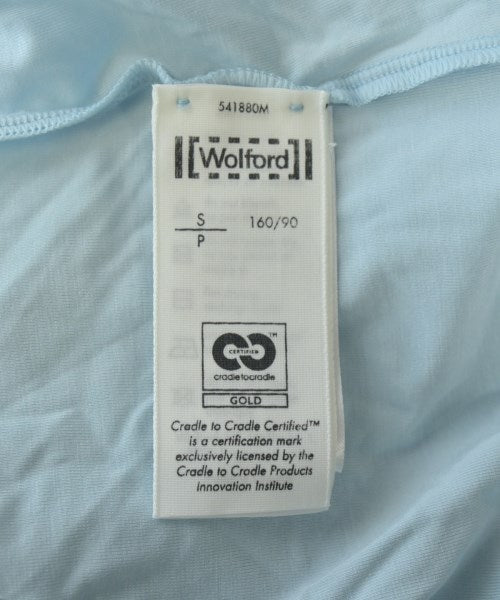 541880M
Wolford
S 160/90
P
CERTIFIED
TM
cradletocradle
GOLD
Cradle to Cradle Certified™
is a certification mark
exclusively licensed by the
Cradle to Cradle Products
Innovation Institute